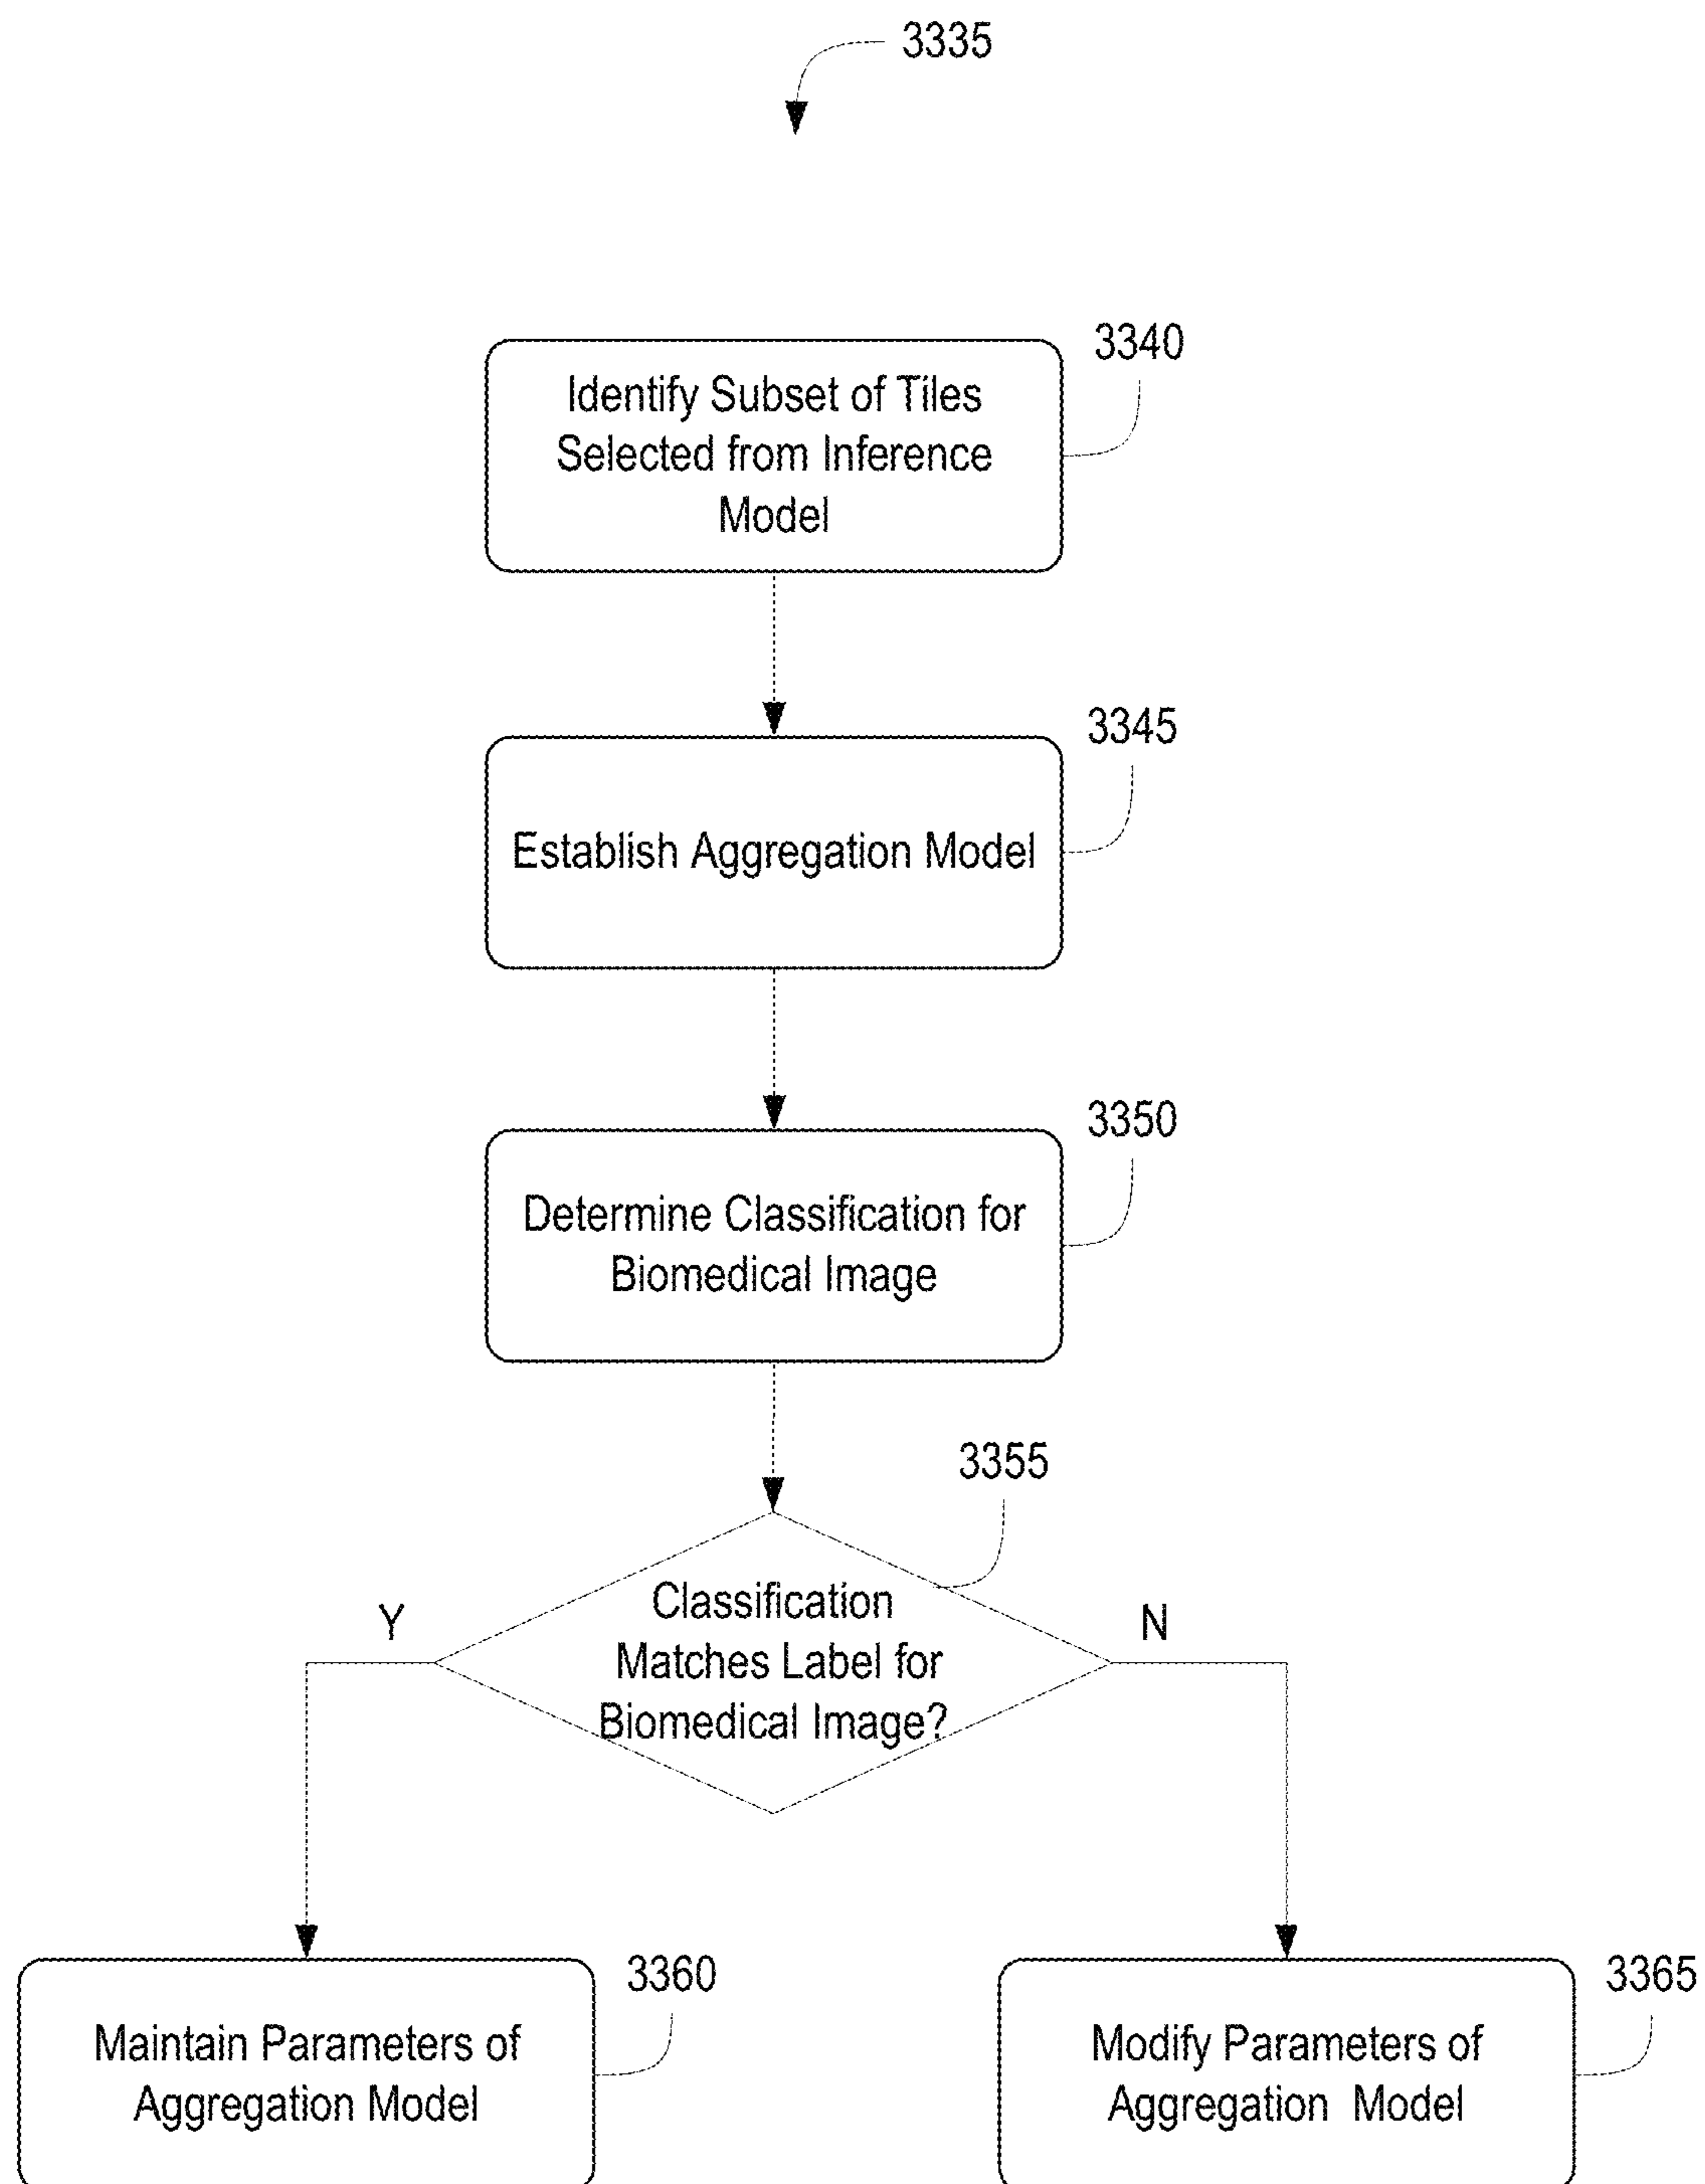 3335
3340
Identify Subset of Tiles
Selected from Inference
Model
3345
Establish Aggregation Model
3350
Determine Classification for
Biomedical Image
3355
Classification
Matches Label for
Biomedical Image?
Y
N
3360
Maintain Parameters of
Aggregation Model
3365
Modify Parameters of
Aggregation Model